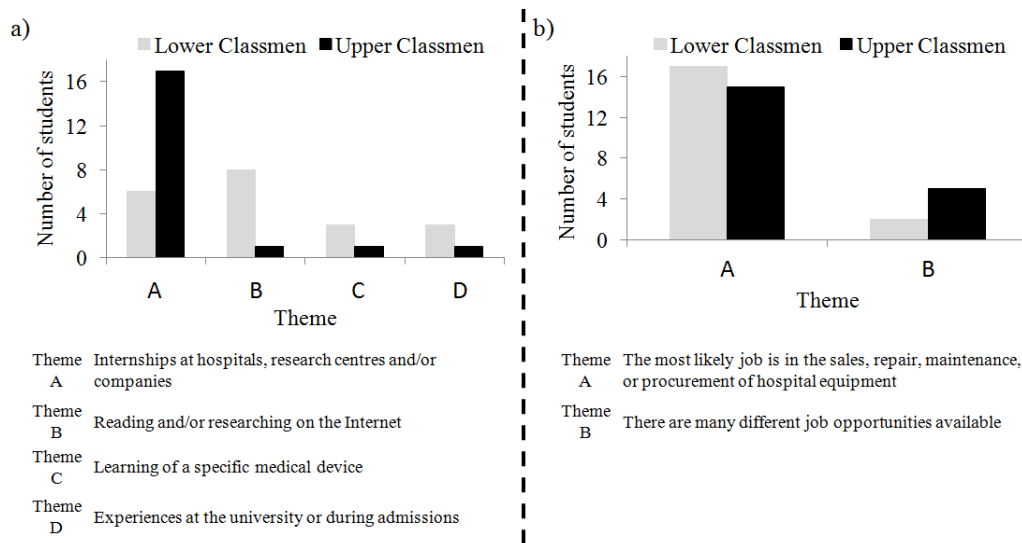 a)
Lower Classmen Upper Classmen
Number of students
16
12
8
4
0
A B C D
Theme
Theme A Internships at hospitals, research centres and/or
companies
Theme B Reading and/or researching on the Internet
Theme C Learning of a specific medical device
Theme D Experiences at the university or during admissions
b)
Lower Classmen Upper Classmen
Number of students
16
12
8
4
0
A B
Theme
Theme A The most likely job is in the sales, repair, maintenance,
or procurement of hospital equipment
Theme B There are many different job opportunities available